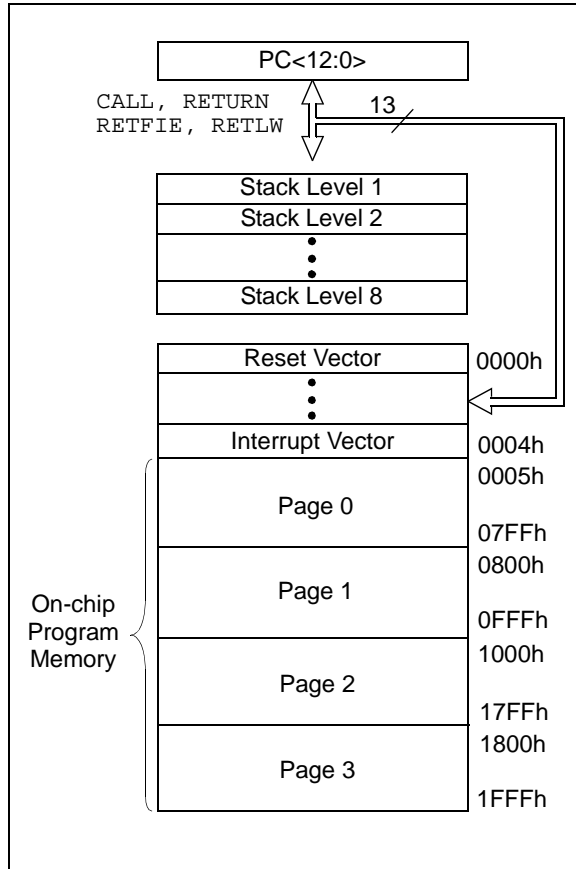 PC<12:0>
CALL, RETURN
RETFIE, RETLW
13
Stack Level 1
Stack Level 2
Stack Level 8
Reset Vector
0000h
Interrupt Vector
0004h
0005h
Page 0
07FFh
0800h
Page 1
0FFFh
On-chip
Program
Memory
1000h
Page 2
17FFh
1800h
Page 3
1FFFh